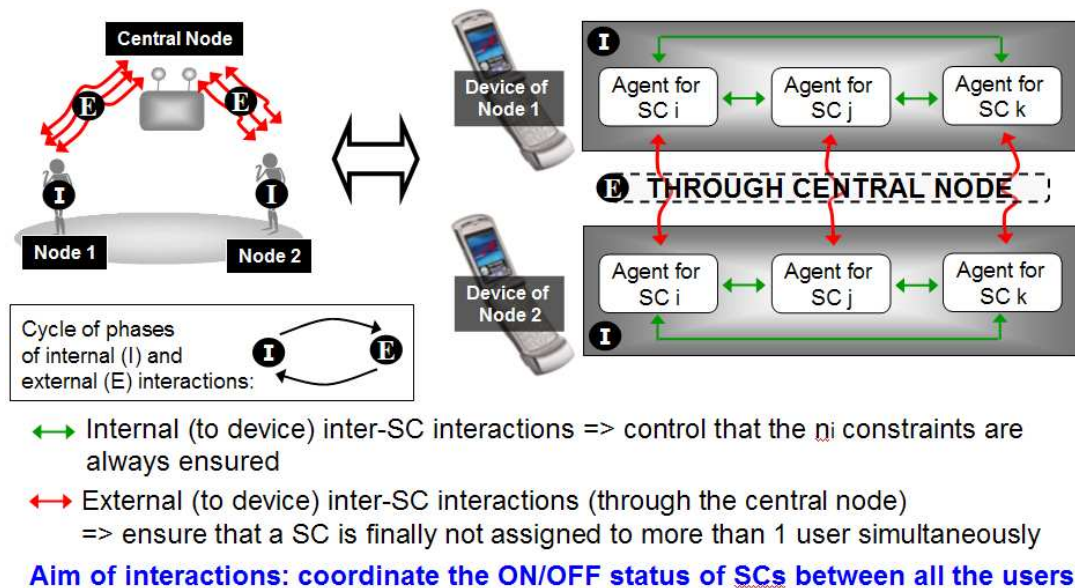 Central Node
E
E
I
I
Node 1
Node 2
Cycle of phases
of internal (I) and
external (E) interactions:
I
E
Device of
Node 1
I
Agent for
SC i
Agent for
SC j
Agent for
SC k
E THROUGH CENTRAL NODE
Device of
Node 2
Agent for
SC i
Agent for
SC j
Agent for
SC k
I
Internal (to device) inter-SC interactions => control that the ni constraints are
always ensured
External (to device) inter-SC interactions (through the central node)
=> ensure that a SC is finally not assigned to more than 1 user simultaneously
Aim of interactions: coordinate the ON/OFF status of SCs between all the users